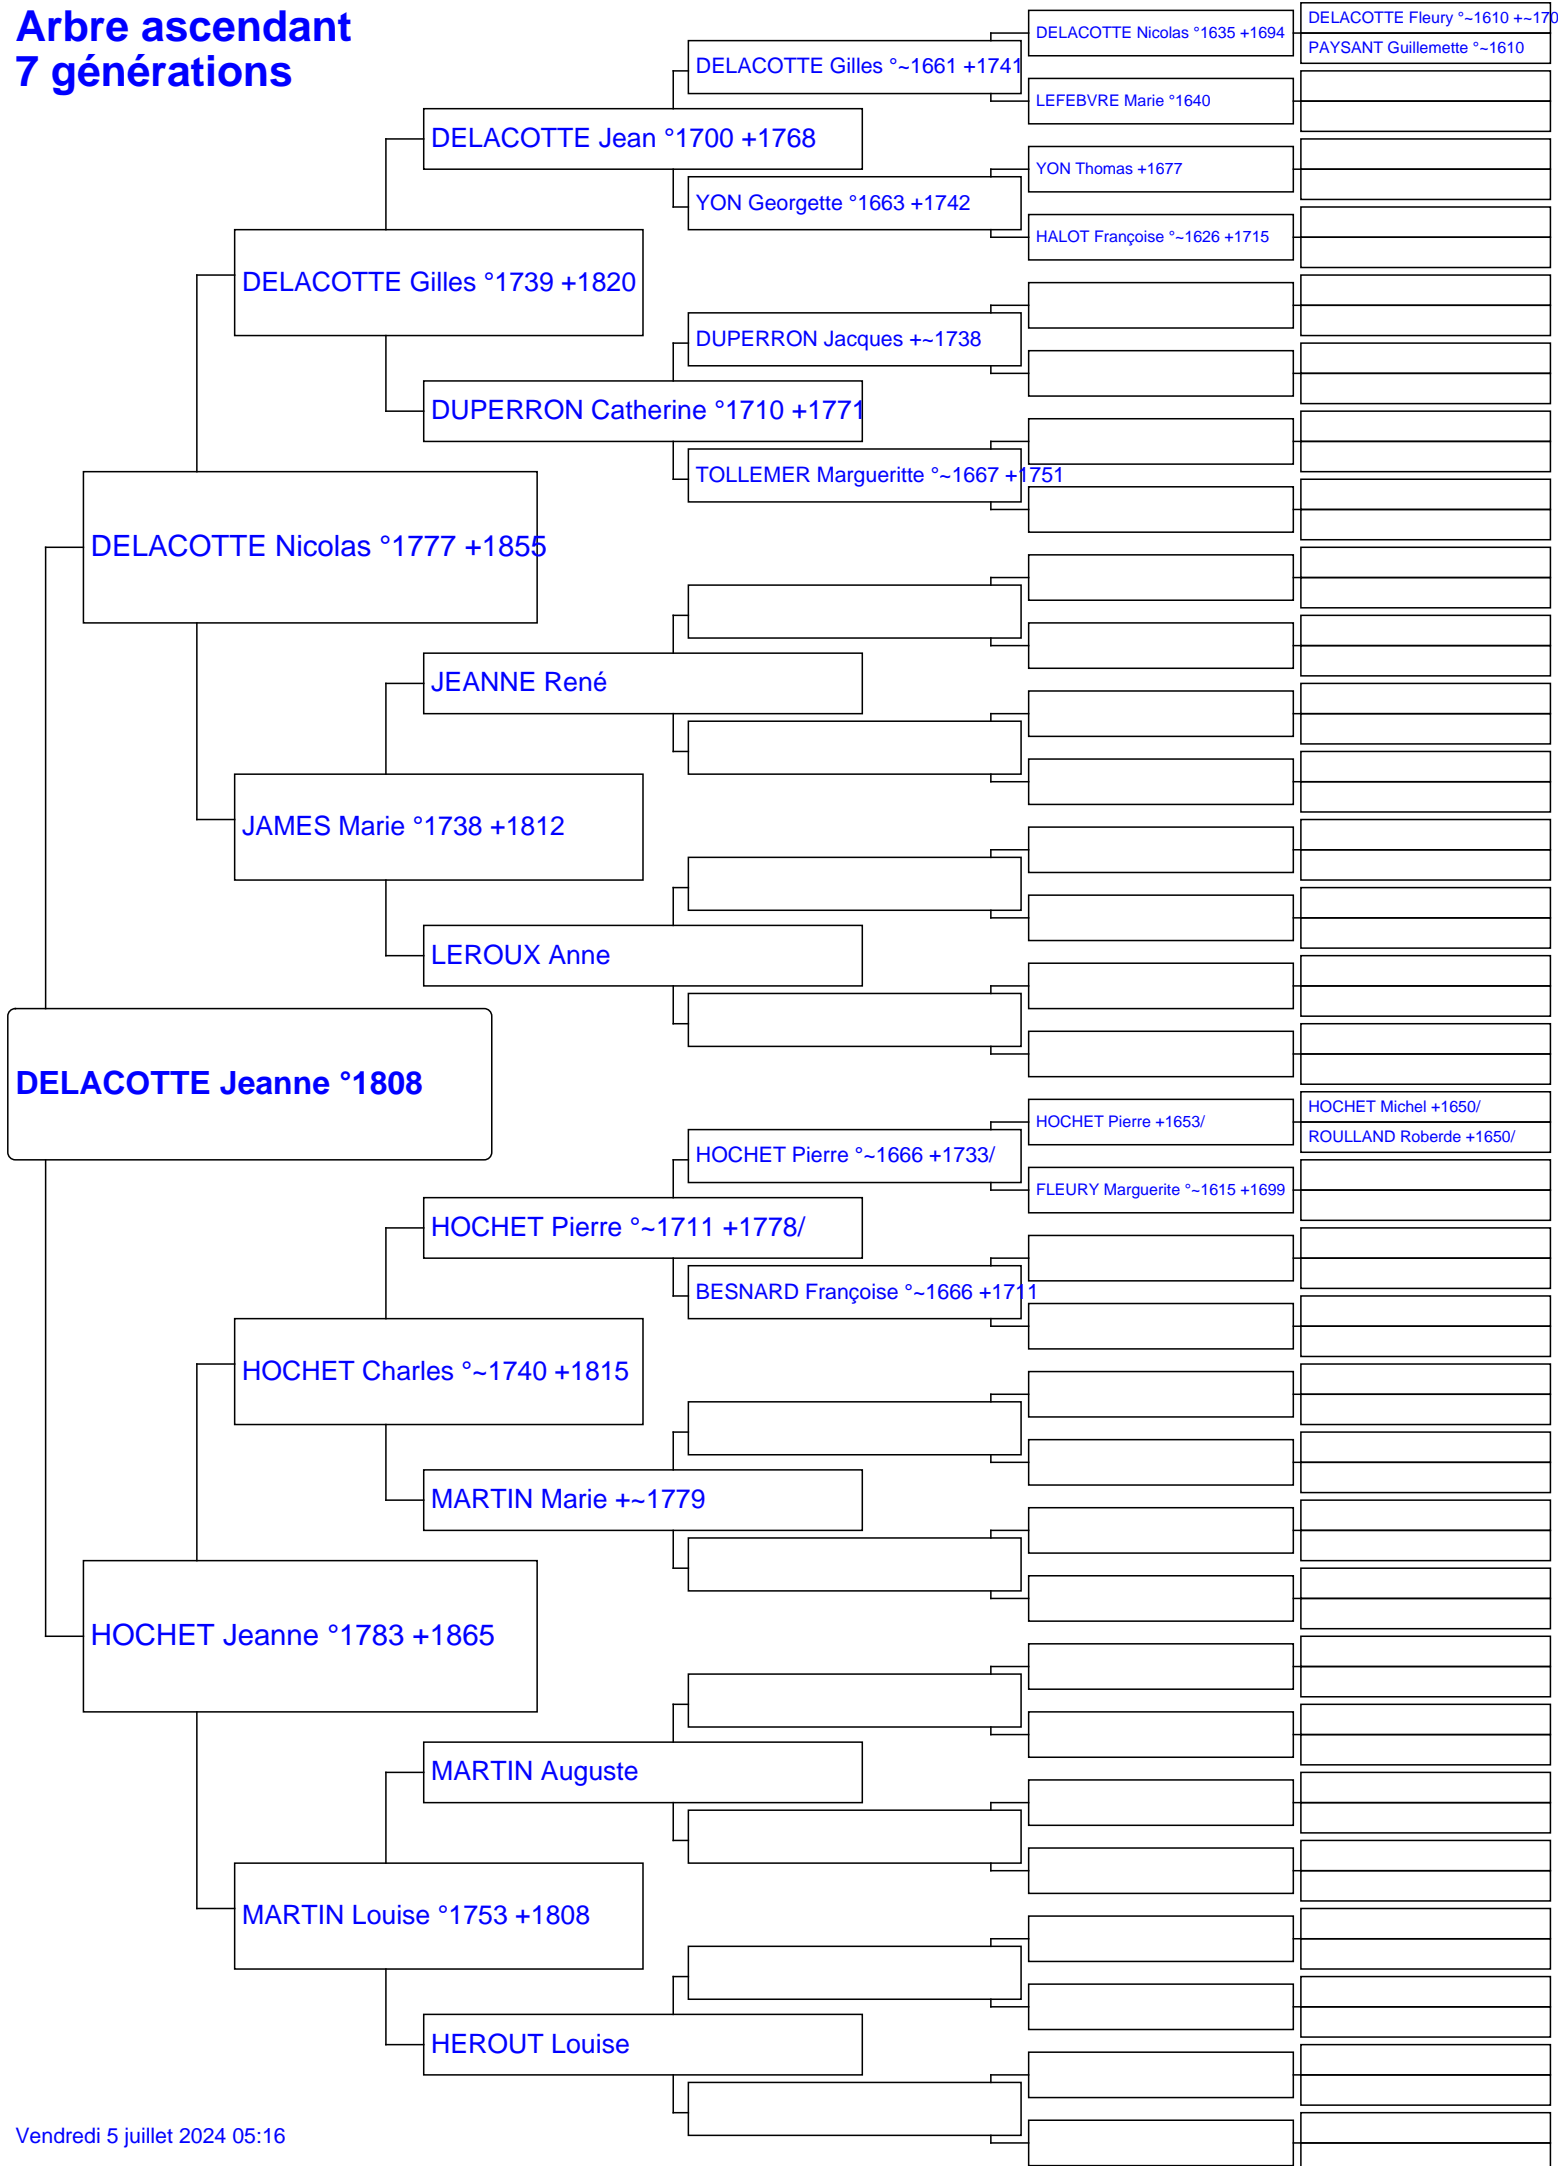 Arbre ascendant
7 générations
DELACOTTE Jeanne °1808
DELACOTTE Nicolas °1777 +1855
HOCHET Jeanne °1783 +1865
DELACOTTE Gilles °1739 +1820
JAMES Marie °1738 +1812
HOCHET Charles °~1740 +1815
MARTIN Louise °1753 +1808
DELACOTTE Jean °1700 +1768
DUPERRON Catherine °1710 +1771
JEANNE René
LEROUX Anne
HOCHET Pierre °~1711 +1778/
MARTIN Marie +~1779
MARTIN Auguste
HEROUT Louise
DELACOTTE Gilles °~1661 +1741
YON Georgette °1663 +1742
DUPERRON Jacques +~1738
TOLLEMER Margueritte °~1667 +1751
HOCHET Pierre °~1666 +1733/
BESNARD Françoise °~1666 +1711
DELACOTTE Nicolas °1635 +1694
LEFEBVRE Marie °1640
YON Thomas +1677
HALOT Françoise °~1626 +1715
HOCHET Pierre +1653/
FLEURY Marguerite °~1615 +1699
DELACOTTE Fleury °~1610 +~170
PAYSANT Guillemette °~1610
HOCHET Michel +1650/
ROULLAND Roberde +1650/
Vendredi 5 juillet 2024 05:16